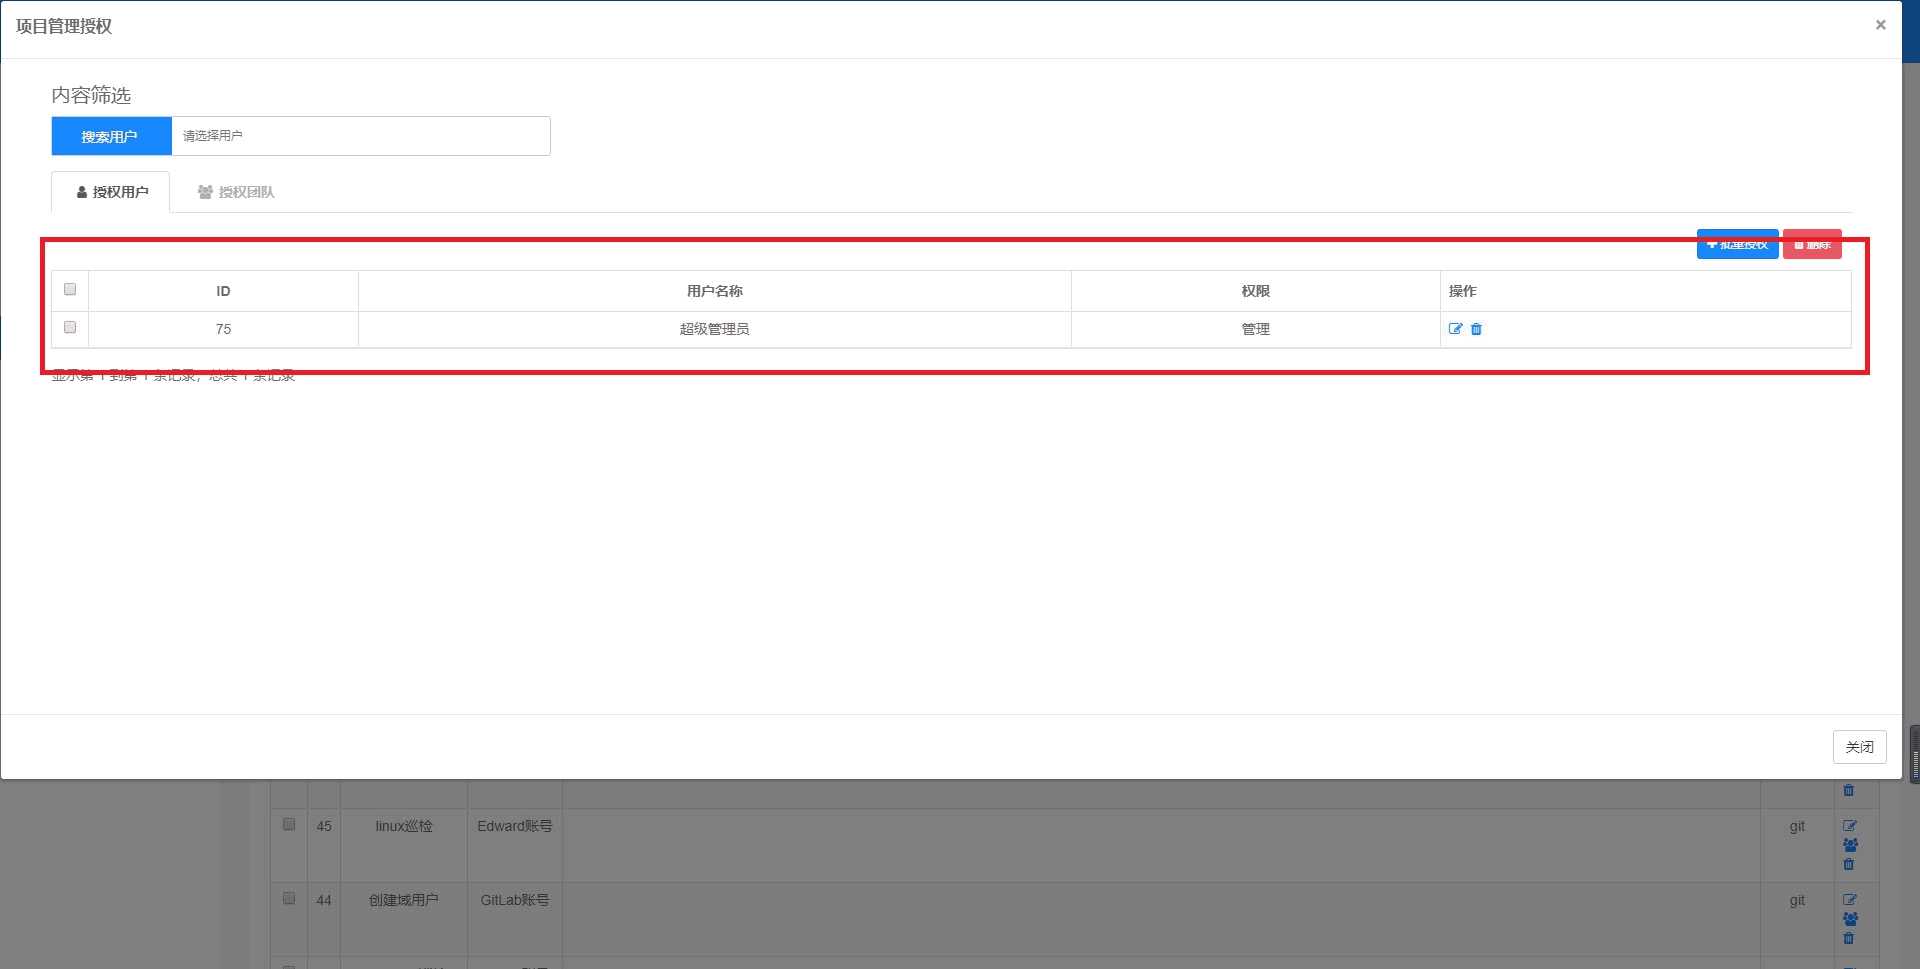 项目管理授权
×
内容筛选
搜索用户 请选择用户
授权用户 授权团队
批量授权 删除
ID 用户名称 权限 操作
75 超级管理员 管理
显示第 1 到第 1 条记录，总共 1 条记录
关闭
45 linux巡检 Edward账号 git
44 创建域用户 GitLab账号 git